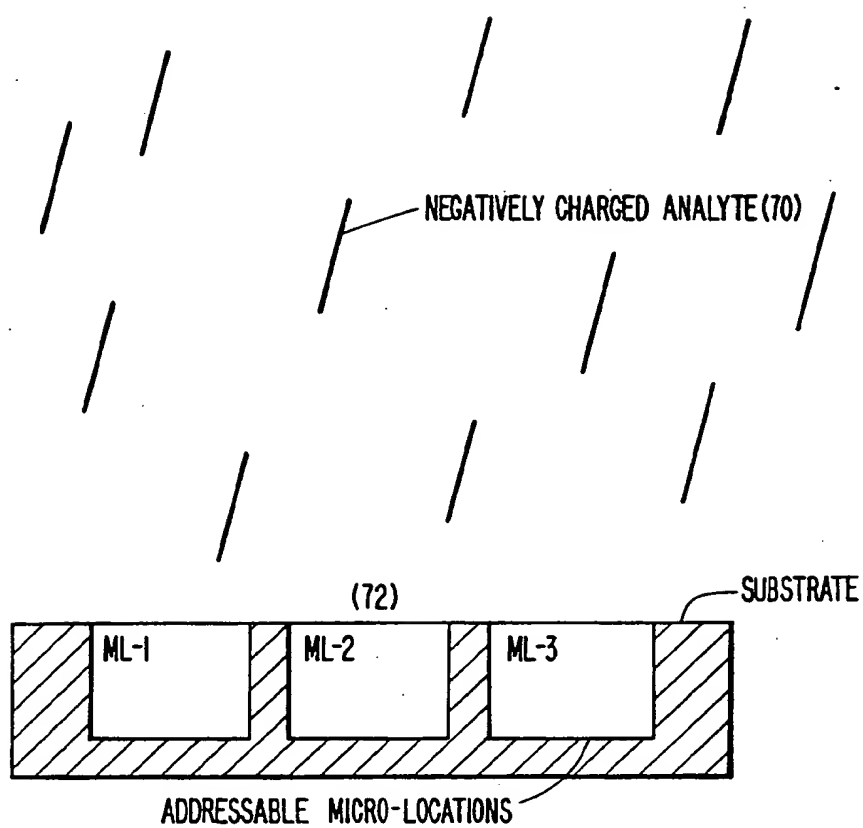 NEGATIVELY CHARGED ANALYTE(70)
(72)
SUBSTRATE
ML-1
ML-2
ML-3
ADDRESSABLE MICRO-LOCATIONS